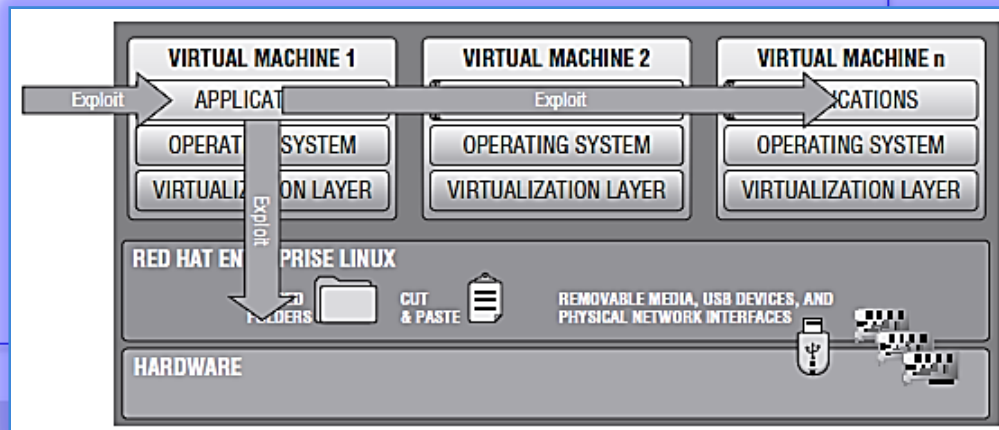 VIRTUAL MACHINE 1
VIRTUAL MACHINE 2
VIRTUAL MACHINE n
Exploit
APPLICAT
Exploit
ICATIONS
OPERAT SYSTEM
OPERATING SYSTEM
OPERATING SYSTEM
VIRTUALIZ ON LAYER
VIRTUALIZATION LAYER
VIRTUALIZATION LAYER
Exploit
RED HAT EN PRISE LINUX
ED
FOLDERS
CUT
& PASTE
REMOVABLE MEDIA, USB DEVICES, AND
PHYSICAL NETWORK INTERFACES
HARDWARE